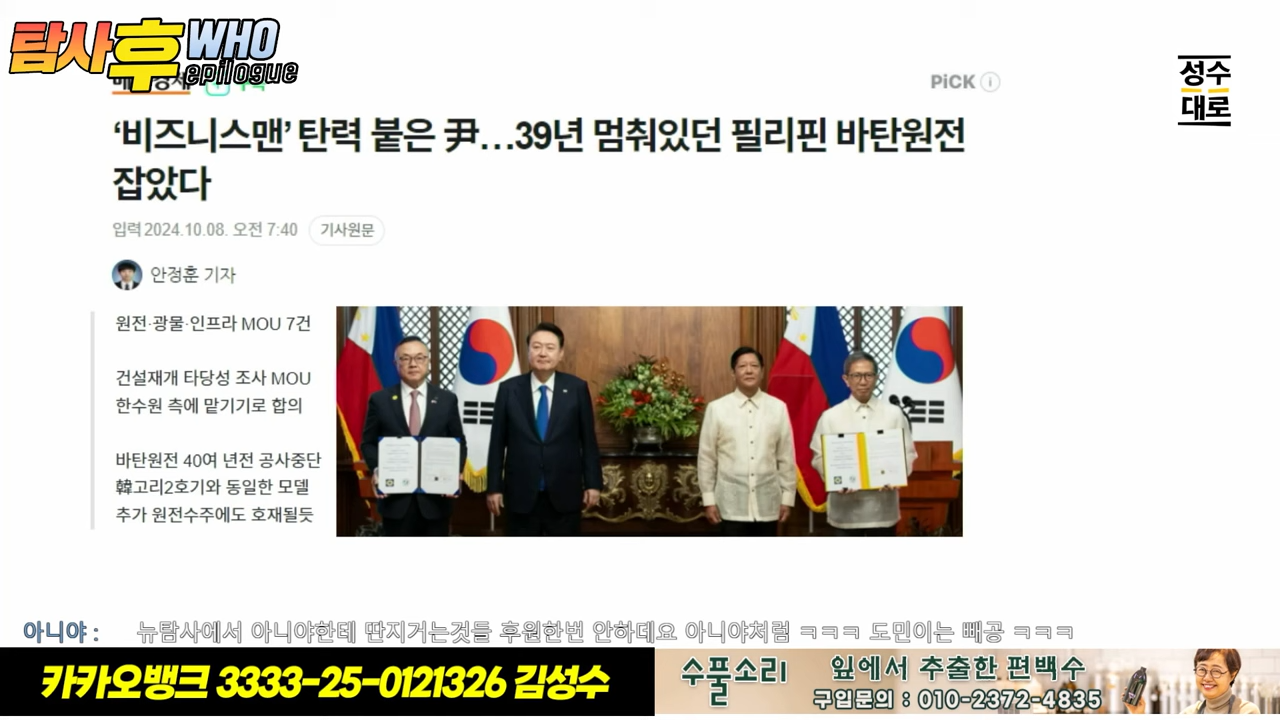 탐사후WHO
epilogue
PiCK
성수
대로
‘비즈니스맨’ 탄력 붙은 尹…39년 멈춰있던 필리핀 바탄원전
잡았다
입력 2024.10.08. 오전 7:40 기사원문
안정훈 기자
원전·광물·인프라 MOU 7건
건설재개 타당성 조사 MOU
한수원 측에 맡기기로 합의
바탄원전 40여 년전 공사중단
韓고리2호기와 동일한 모델
추가 원전수주에도 호재될듯
아니야 : 뉴탐사에서 아니야한테 딴지거는것들 후원한번 안하데요 아니야처럼 ㅋㅋㅋ 도민이는 빼공 ㅋㅋㅋ
카카오뱅크 3333-25-0121326 김성수
수풀소리
잎에서 추출한 편백수
구입문의 : 010-2372-4835